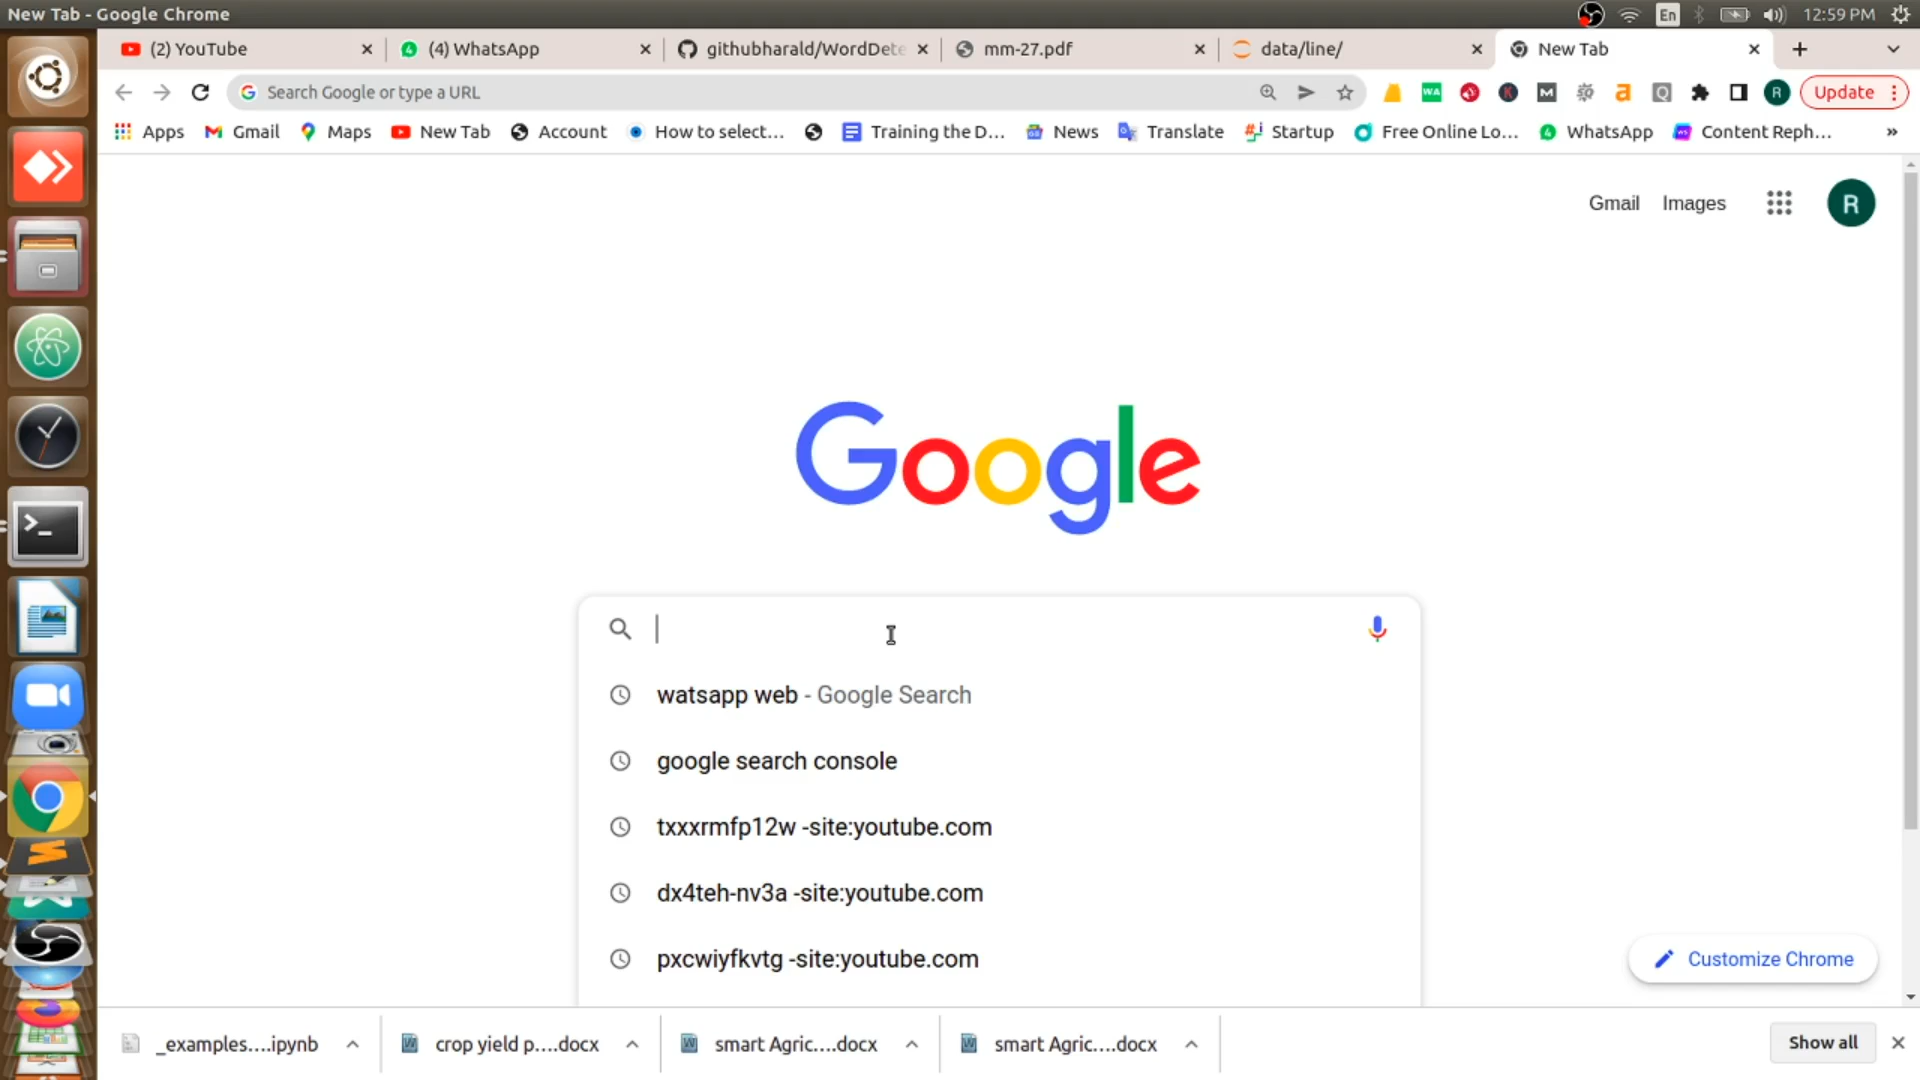 New Tab - Google Chrome
En
12:59 PM
(2) YouTube
(4) WhatsApp
githubharald/WordDete
mm-27.pdf
data/line/
New Tab
Search Google or type a URL
WA
K
M
a
Q
R
Update
Apps
Gmail
Maps
New Tab
Account
How to select...
Training the D...
News
Translate
Startup
Free Online Lo...
WhatsApp
Content Reph...
»
Gmail
Images
R
Google
watsapp web - Google Search
google search console
txxxrmfp12w -site:youtube.com
dx4teh-nv3a -site:youtube.com
pxcwiyfkvtg -site:youtube.com
Customize Chrome
_examples....ipynb
crop yield p....docx
smart Agric....docx
smart Agric....docx
Show all